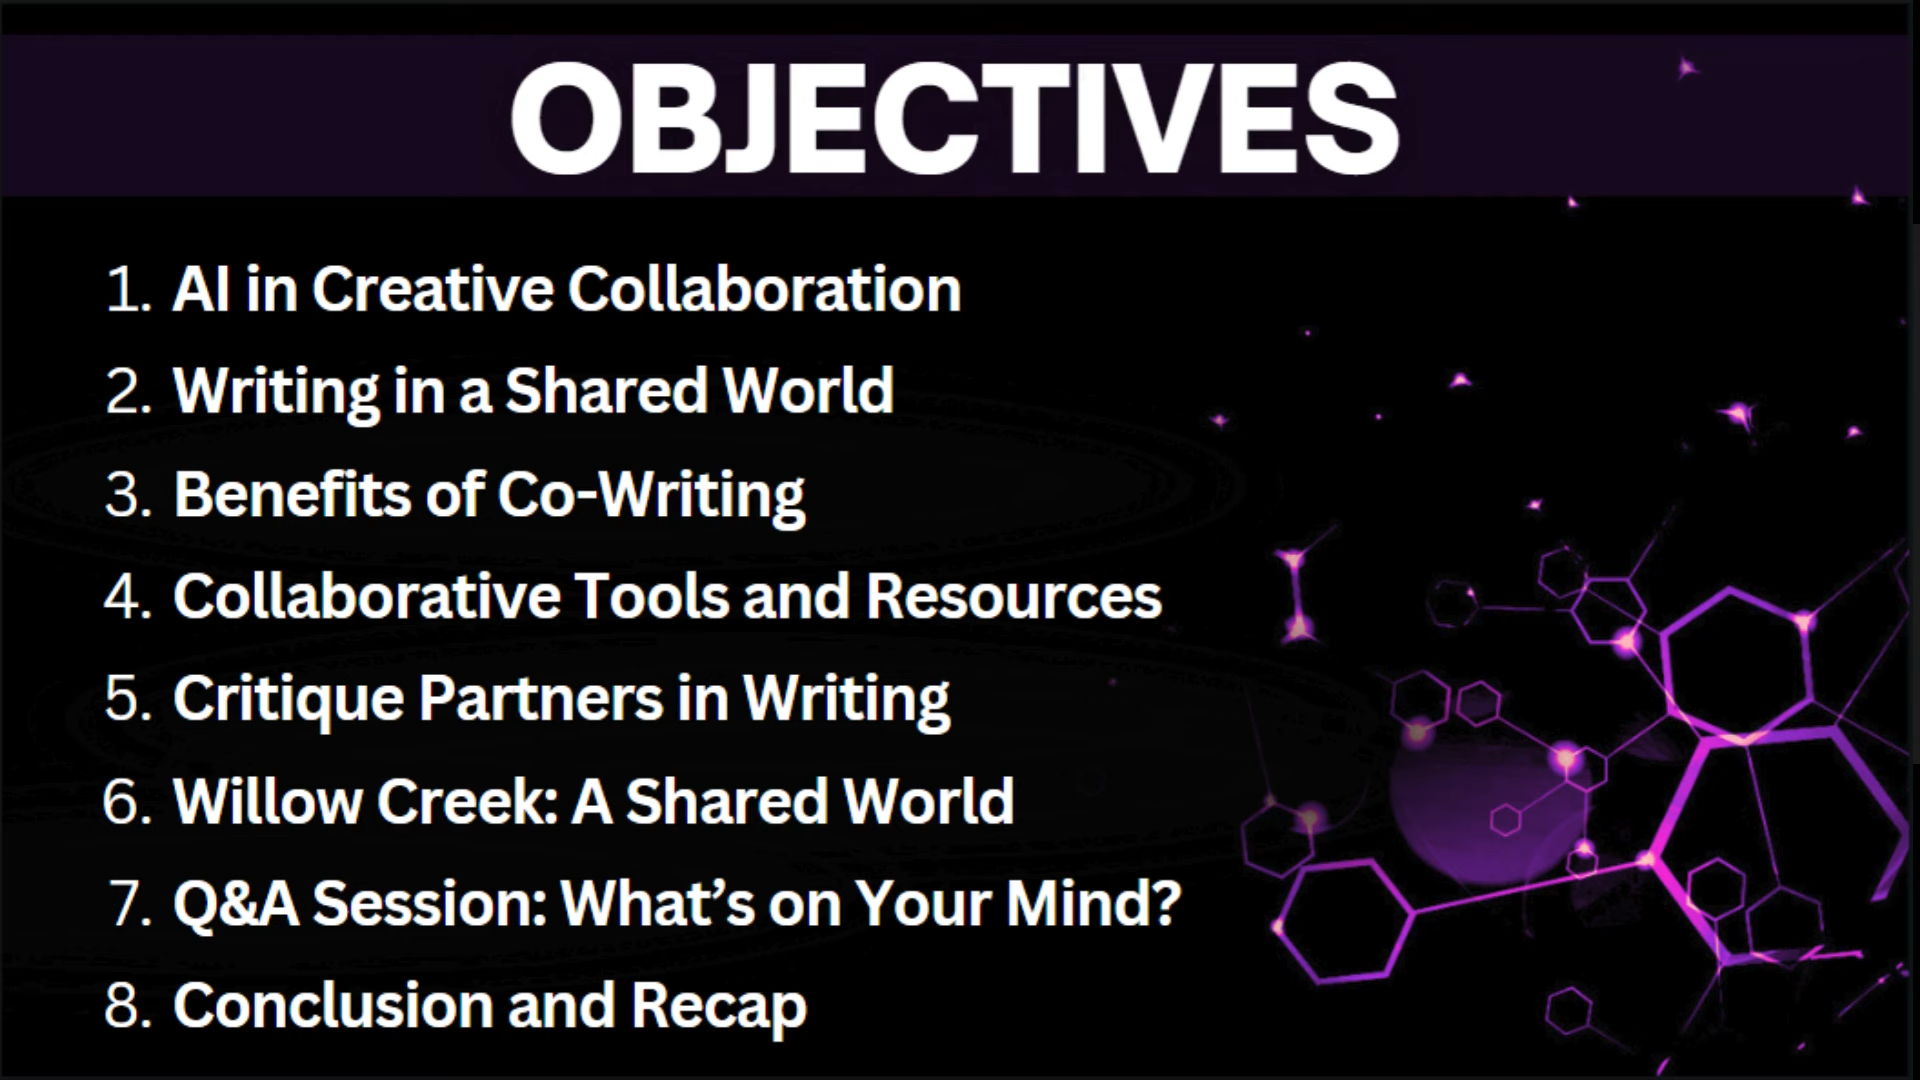 OBJECTIVES
1. AI in Creative Collaboration
2. Writing in a Shared World
3. Benefits of Co-Writing
4. Collaborative Tools and Resources
5. Critique Partners in Writing
6. Willow Creek: A Shared World
7. Q&A Session: What’s on Your Mind?
8. Conclusion and Recap